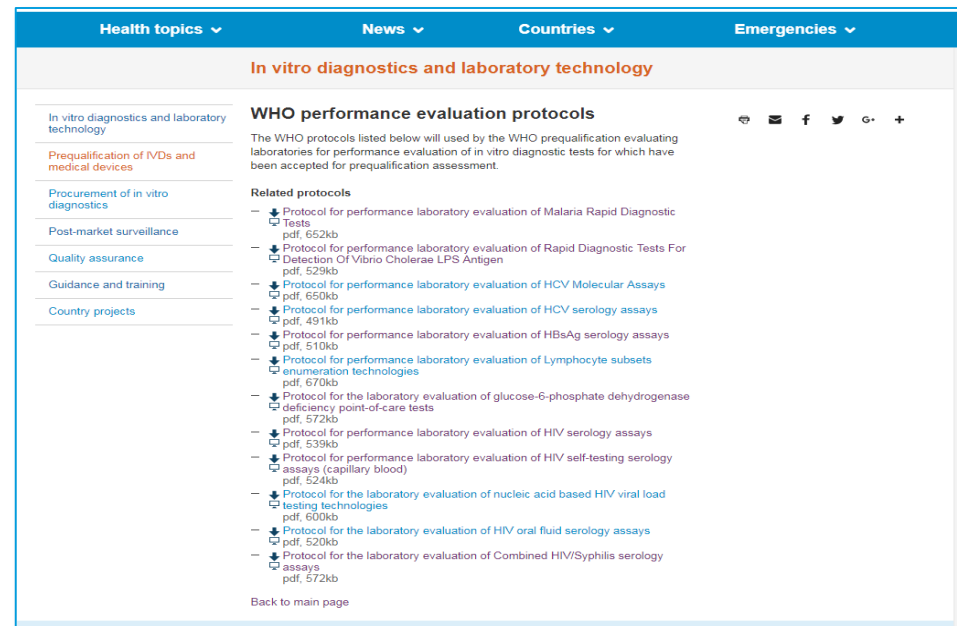 Health topics
News
Countries
Emergencies
In vitro diagnostics and laboratory technology
In vitro diagnostics and laboratory
technology
Prequalification of IVDs and
medical devices
Procurement of in vitro
diagnostics
Post-market surveillance
Quality assurance
Guidance and training
Country projects
WHO performance evaluation protocols
The WHO protocols listed below will used by the WHO prequalification evaluating
laboratories for performance evaluation of in vitro diagnostic tests for which have
been accepted for prequalification assessment.
Related protocols
Protocol for performance laboratory evaluation of Malaria Rapid Diagnostic
Tests
pdf, 652kb
Protocol for performance laboratory evaluation of Rapid Diagnostic Tests For
Detection Of Vibrio Cholerae LPS Antigen
pdf, 529kb
Protocol for performance laboratory evaluation of HCV Molecular Assays
pdf, 650kb
Protocol for performance laboratory evaluation of HCV serology assays
pdf, 491kb
Protocol for performance laboratory evaluation of HBsAg serology assays
pdf, 510kb
Protocol for performance laboratory evaluation of Lymphocyte subsets
enumeration technologies
pdf, 670kb
Protocol for the laboratory evaluation of glucose-6-phosphate dehydrogenase
deficiency point-of-care tests
pdf, 572kb
Protocol for performance laboratory evaluation of HIV serology assays
pdf, 539kb
Protocol for performance laboratory evaluation of HIV self-testing serology
assays (capillary blood)
pdf, 524kb
Protocol for the laboratory evaluation of nucleic acid based HIV viral load
testing technologies
pdf, 600kb
Protocol for the laboratory evaluation of HIV oral fluid serology assays
pdf, 520kb
Protocol for the laboratory evaluation of Combined HIV/Syphilis serology
assays
pdf, 572kb
Back to main page